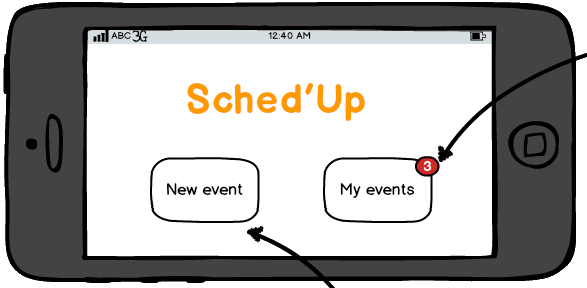 ABC 3G 12:40 AM
Sched'Up
New event
My events
3